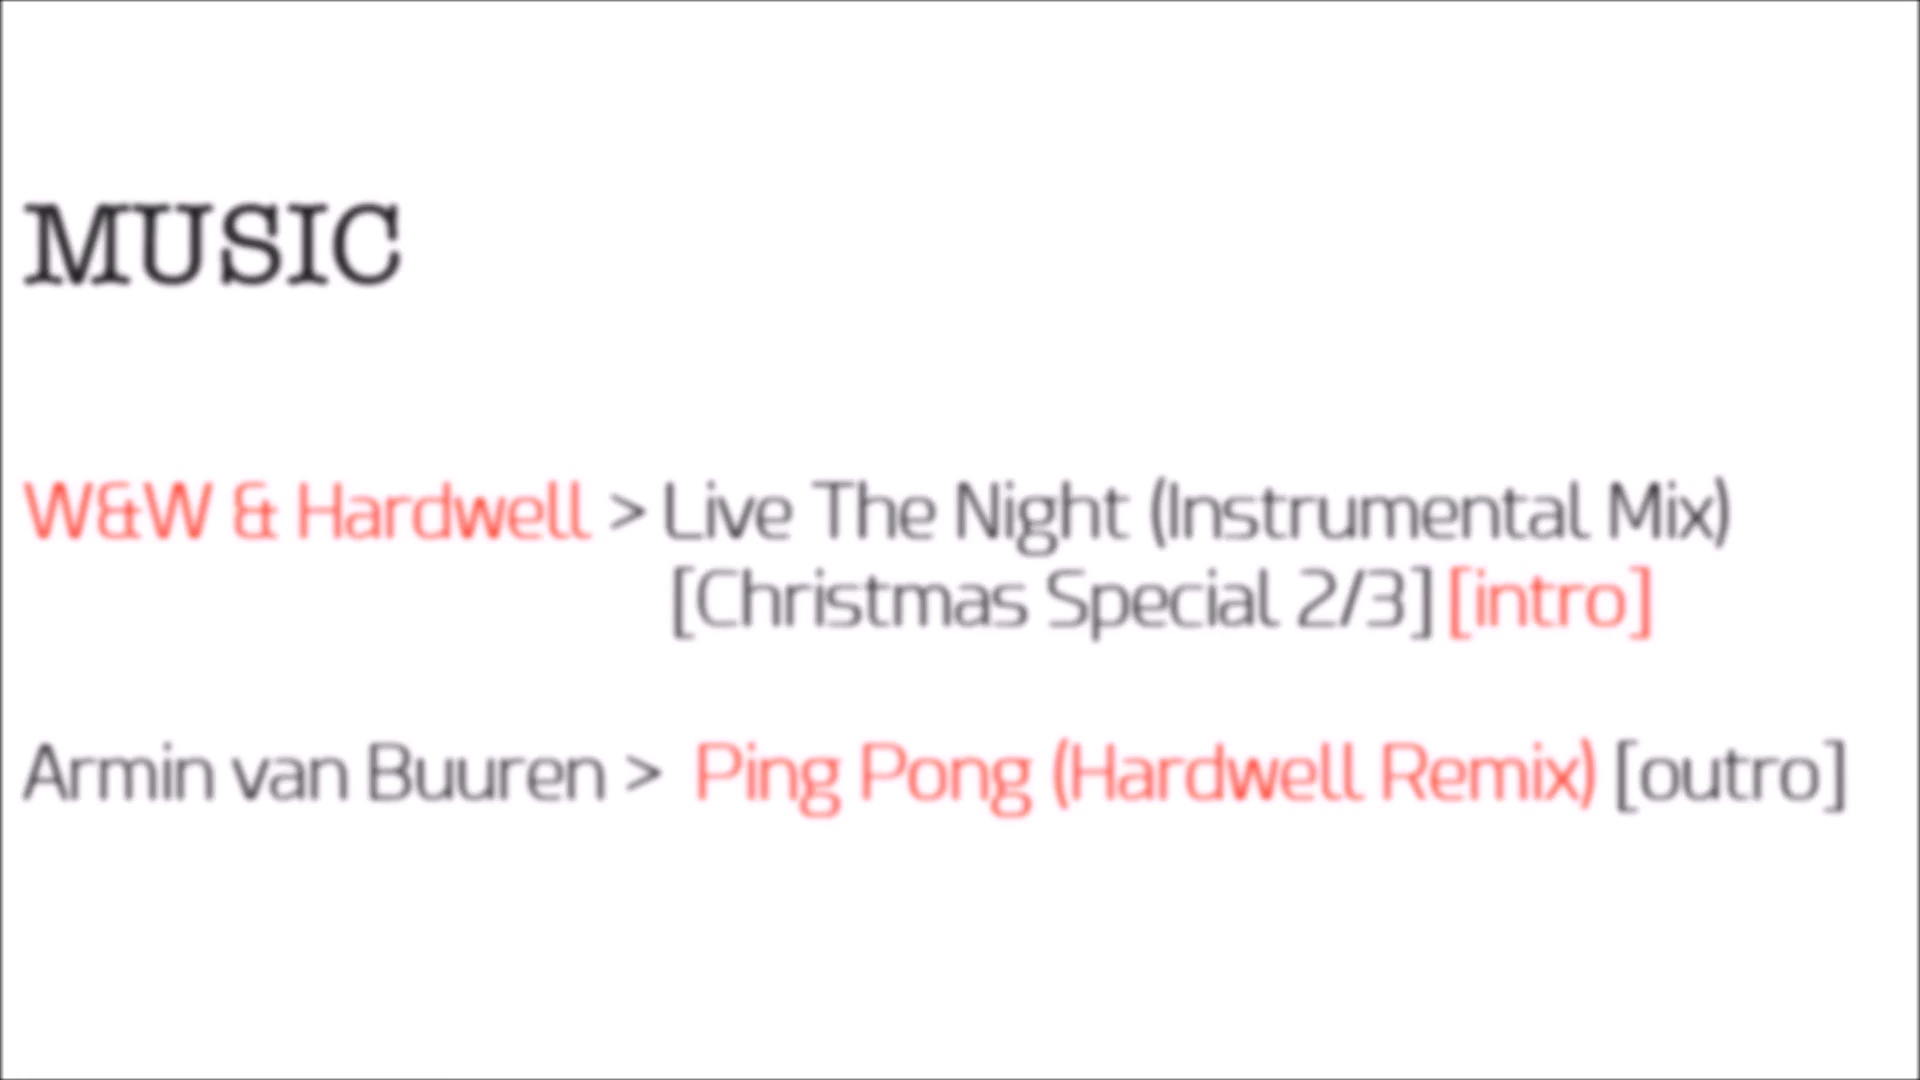 MUSIC
W&W & Hardwell > Live The Night (Instrumental Mix)
[Christmas Special 2/3] [intro]
Armin van Buuren > Ping Pong (Hardwell Remix) [outro]